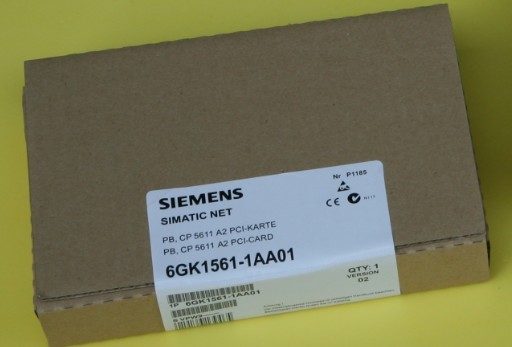 Nr P1165
SIEMENS
SIMATIC NET
PB, CP 5611 A2 PCI-KARTE
PB, CP 5611 A2 PCI-CARD
6GK1561-1AA01
QTY: 1
VERSION
02
1P 6GK1561-1AA01